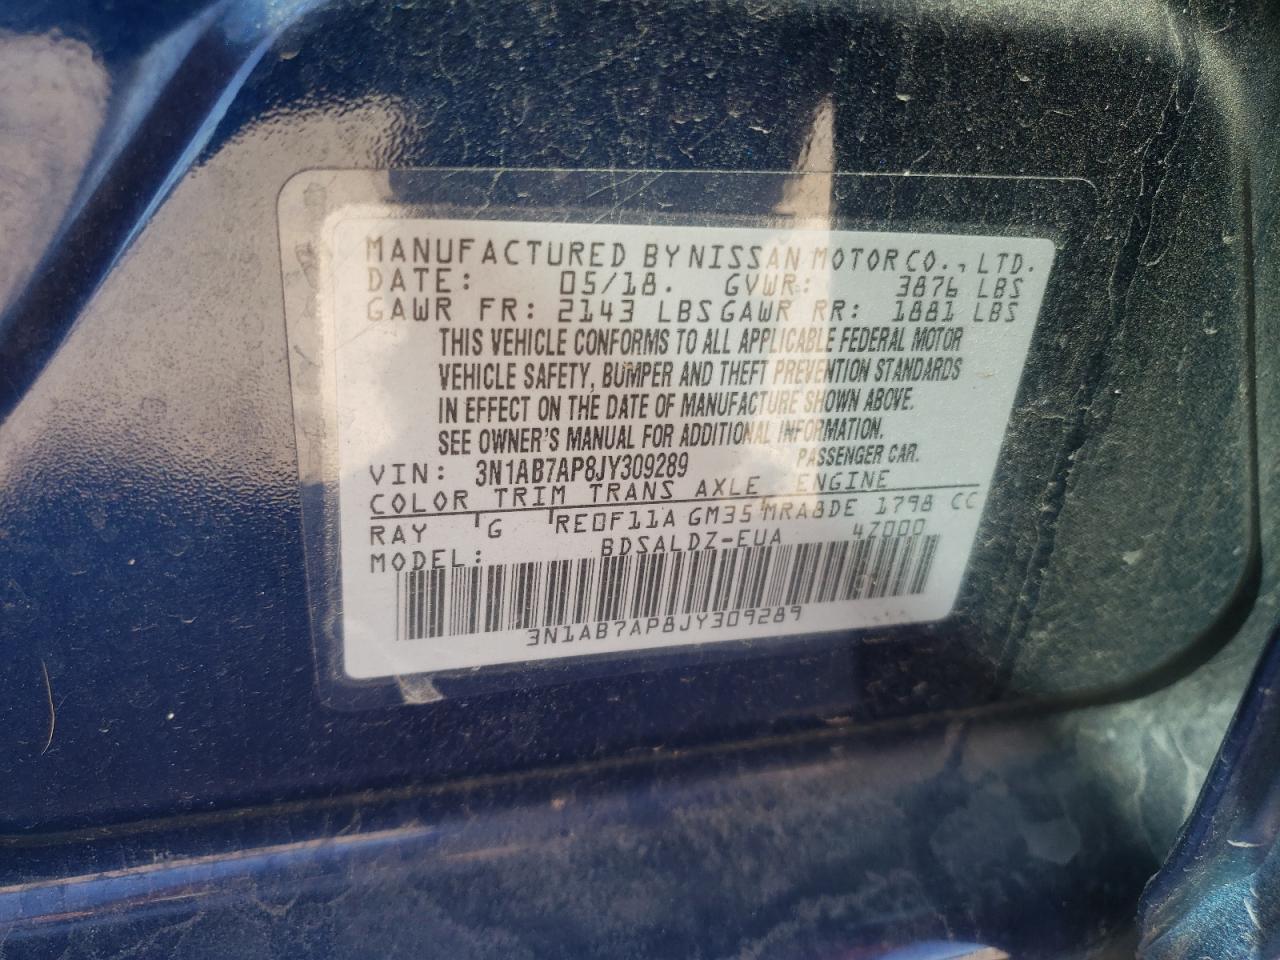 MANUFACTURED BY NISSAN MOTOR CO., LTD.
DATE: 05/18. GVWR: 3876 LBS
GAWR FR: 2143 LBS GAWR RR: 1881 LBS
THIS VEHICLE CONFORMS TO ALL APPLICABLE FEDERAL MOTOR
VEHICLE SAFETY, BUMPER AND THEFT PREVENTION STANDARDS
IN EFFECT ON THE DATE OF MANUFACTURE SHOWN ABOVE.
SEE OWNER'S MANUAL FOR ADDITIONAL INFORMATION.
VIN: 3N1AB7AP8JY309289 PASSENGER CAR.
COLOR TRIM TRANS AXLE ENGINE
RAY G RE0F11A GM35 MRA8DE 1798 CC
MODEL: BDSALDZ-EUA 4Z000
3N1AB7AP8JY309289